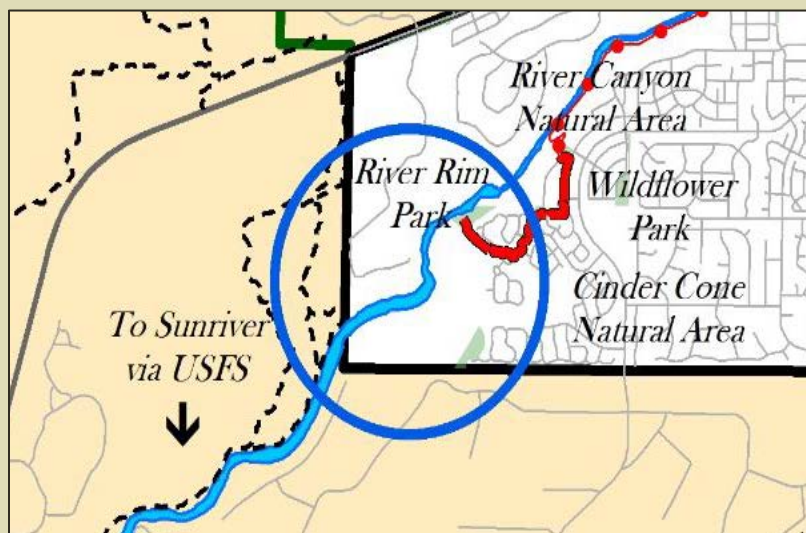 River Canyon
Natural Area
River Rim
Park
Wildflower
Park
Cinder Cone
Natural Area
To Sunriver
via USFS